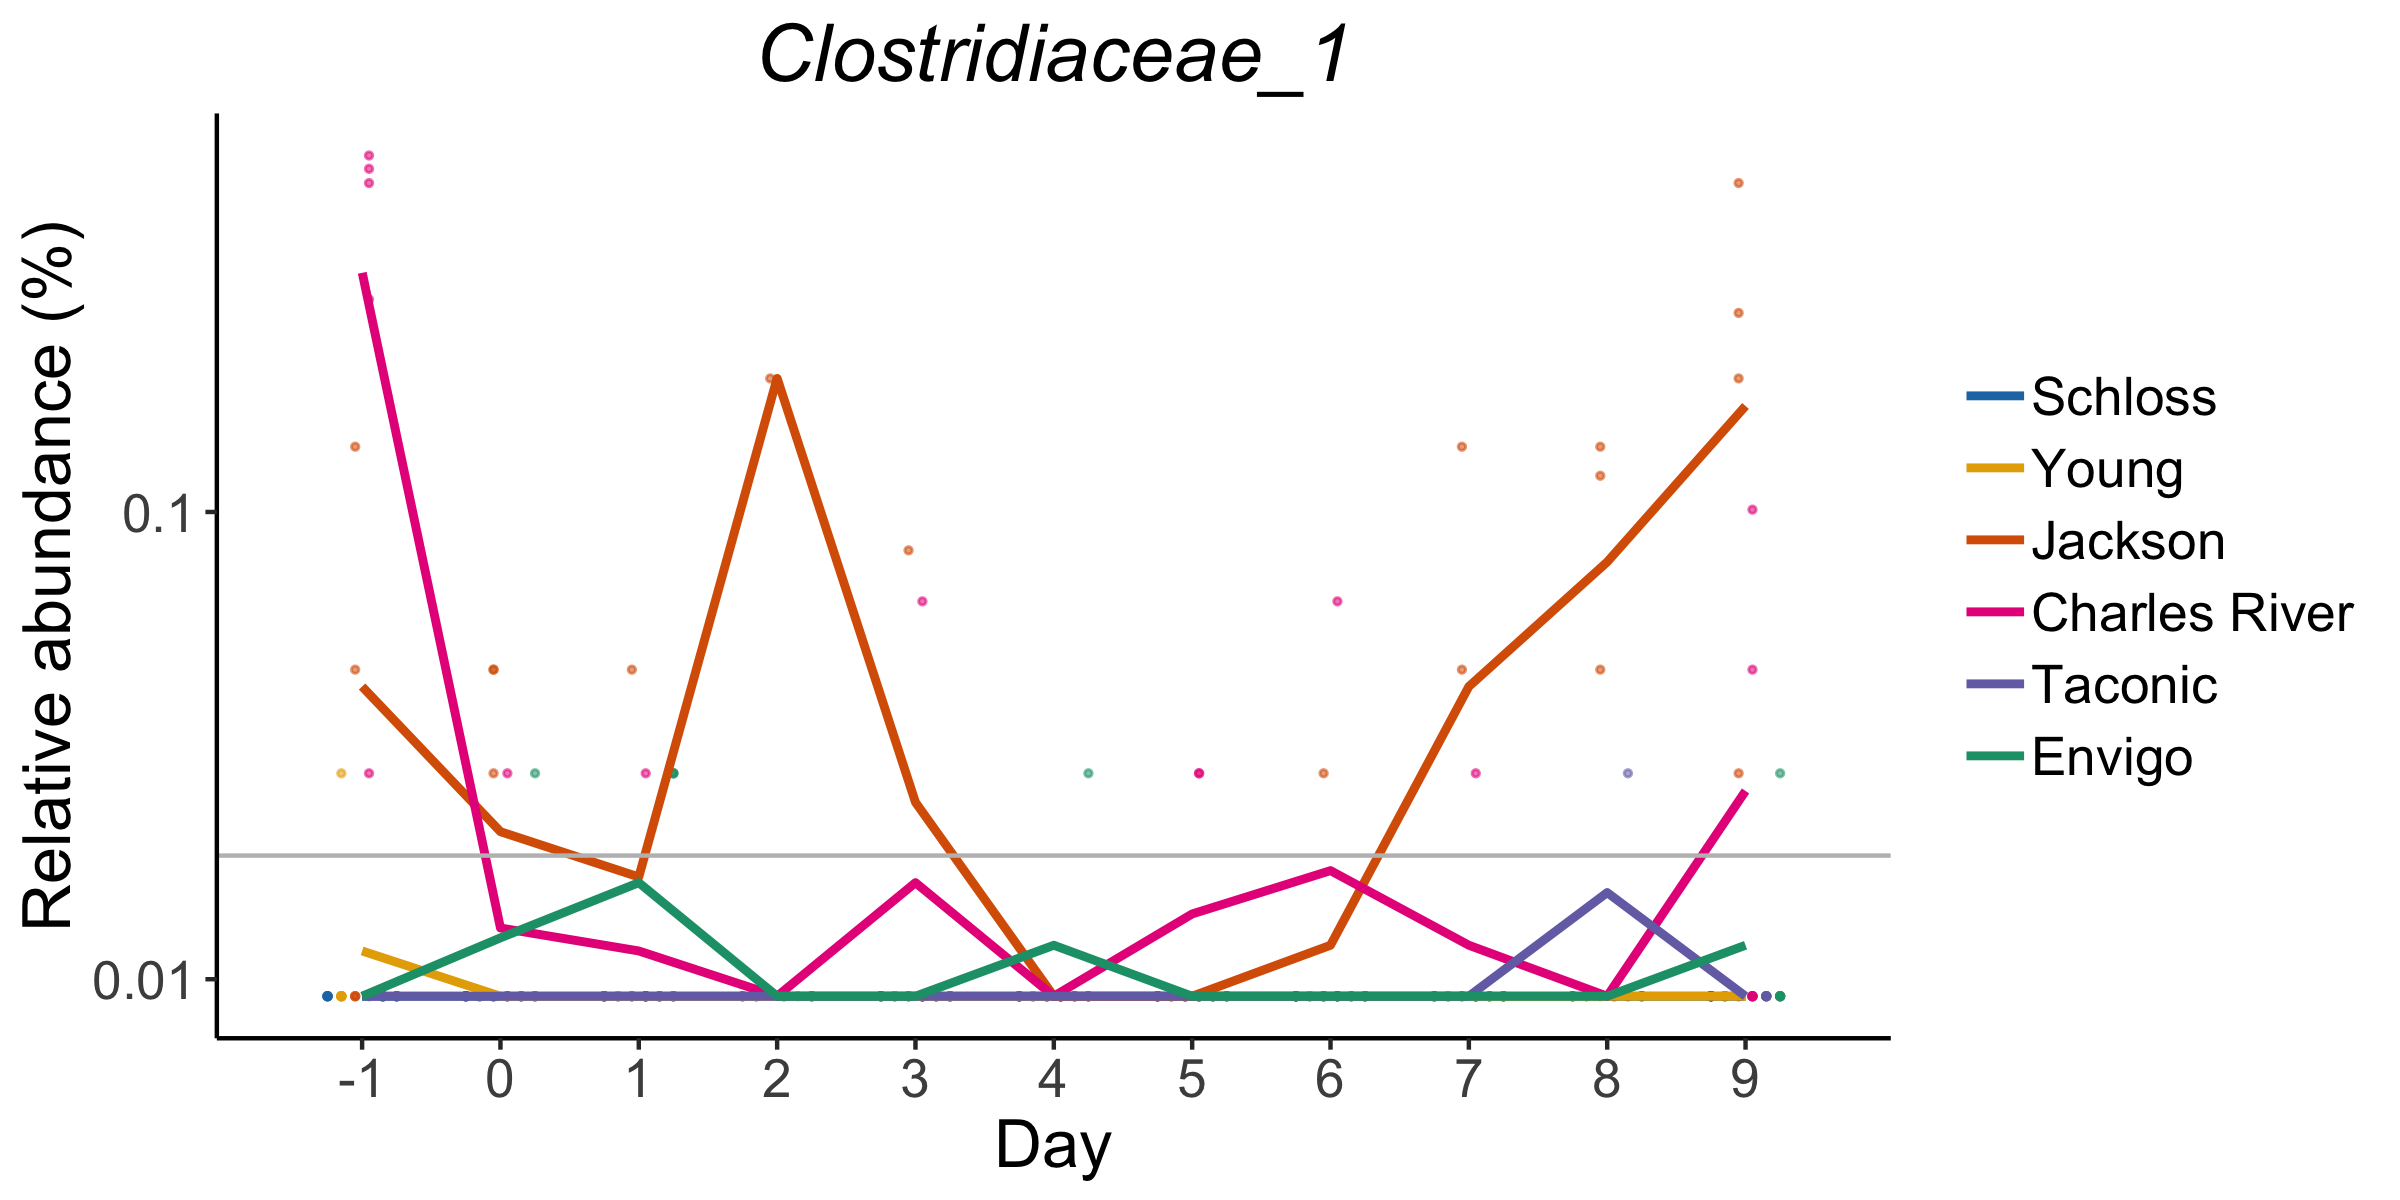 Clostridiaceae_1
Relative abundance (%)
0.1
0.01
-1 0 1 2 3 4 5 6 7 8 9
Day
Schloss
Young
Jackson
Charles River
Taconic
Envigo